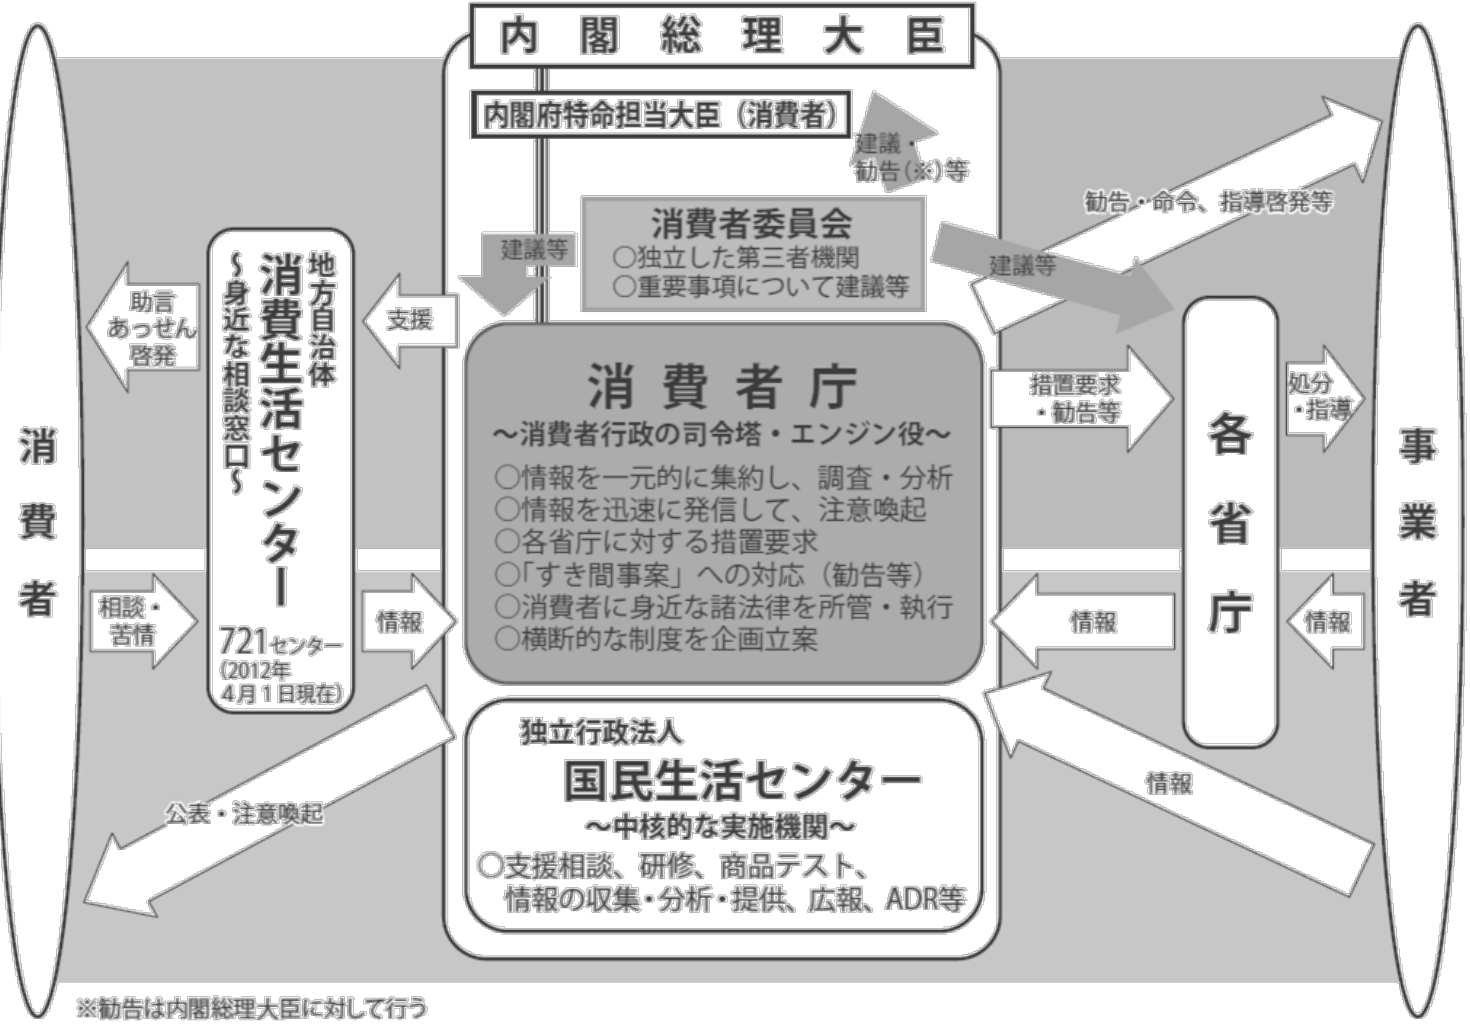 内閣総理大臣
内閣府特命担当大臣（消費者）
建議・
勧告（※）等
消費者委員会
○独立した第三者機関
○重要事項について建議等
建議等
建議等
勧告・命令、指導啓発等
消費者
助言
あっせん
啓発
地方自治体
消費生活センター
～身近な相談窓口～
721センター
（2012年
４月１日現在）
支援
消費者庁
～消費者行政の司令塔・エンジン役～
○情報を一元的に集約し、調査・分析
○情報を迅速に発信して、注意喚起
○各省庁に対する措置要求
○「すき間事案」への対応（勧告等）
○消費者に身近な諸法律を所管・執行
○横断的な制度を企画立案
措置要求
・勧告等
各省庁
処分
・指導
事業者
相談・
苦情
情報
情報
情報
独立行政法人
国民生活センター
～中核的な実施機関～
○支援相談、研修、商品テスト、
情報の収集・分析・提供、広報、ADR等
公表・注意喚起
情報
※勧告は内閣総理大臣に対して行う